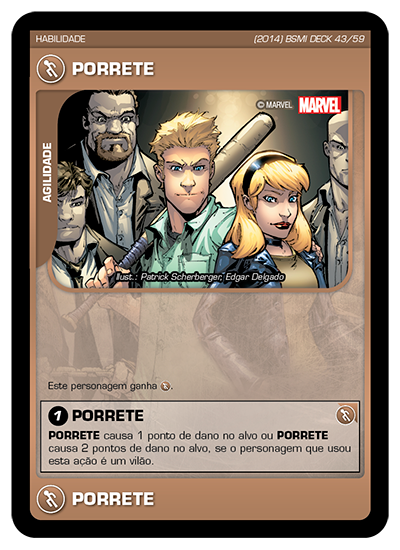 HABILIDADE
(2014) BSMI DECK 43/59
PORRETE
© MARVEL MARVEL
AGILIDADE
Ilust.: Patrick Scherberger, Edgar Delgado
Este personagem ganha .
1 PORRETE
PORRETE causa 1 ponto de dano no alvo ou PORRETE
causa 2 pontos de dano no alvo, se o personagem que usou
esta ação é um vilão.
PORRETE